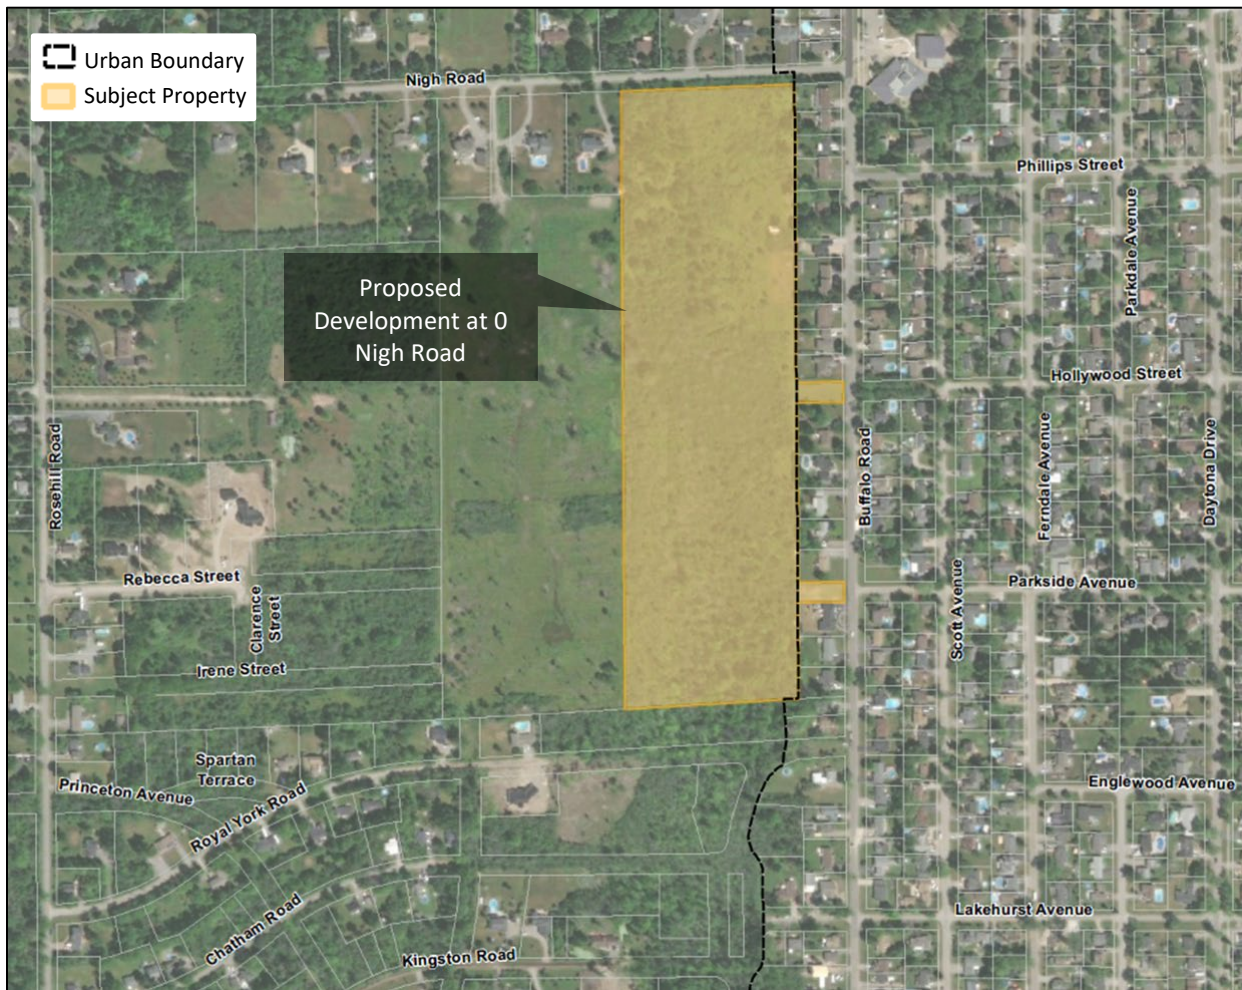 Urban Boundary
Subject Property
Nigh Road
Phillips Street
Parkdale Avenue
Proposed
Development at 0
Nigh Road
Hollywood Street
Rosehill Road
Buffalo Road
Ferndale Avenue
Daytona Drive
Rebecca Street
Clarence
Street
Parkside Avenue
Scott Avenue
Irene Street
Spartan
Terrace
Princeton Avenue
Royal York Road
Englewood Avenue
Chatham Road
Lakehurst Avenue
Kingston Road